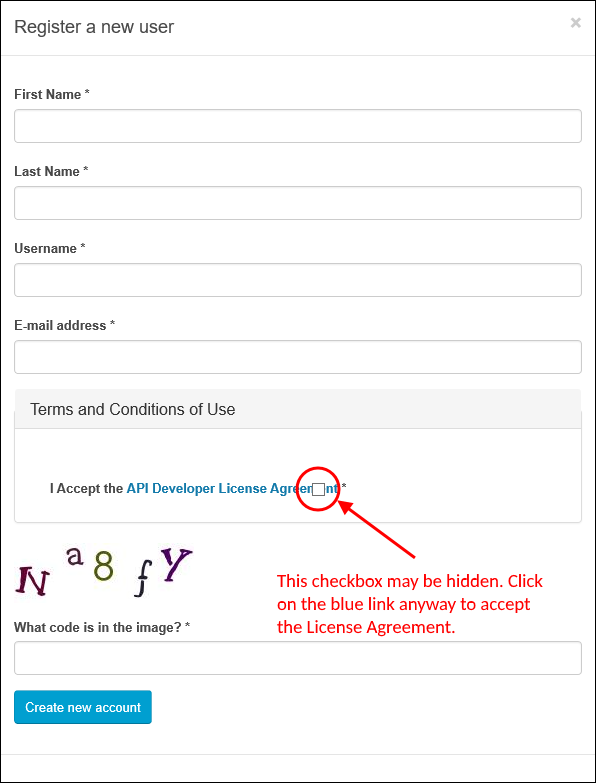 Register a new user ×
First Name *
Last Name *
Username *
E-mail address *
Terms and Conditions of Use
I Accept the API Developer License Agreement *
N a 8 f Y
This checkbox may be hidden. Click
on the blue link anyway to accept
the License Agreement.
What code is in the image? *
Create new account